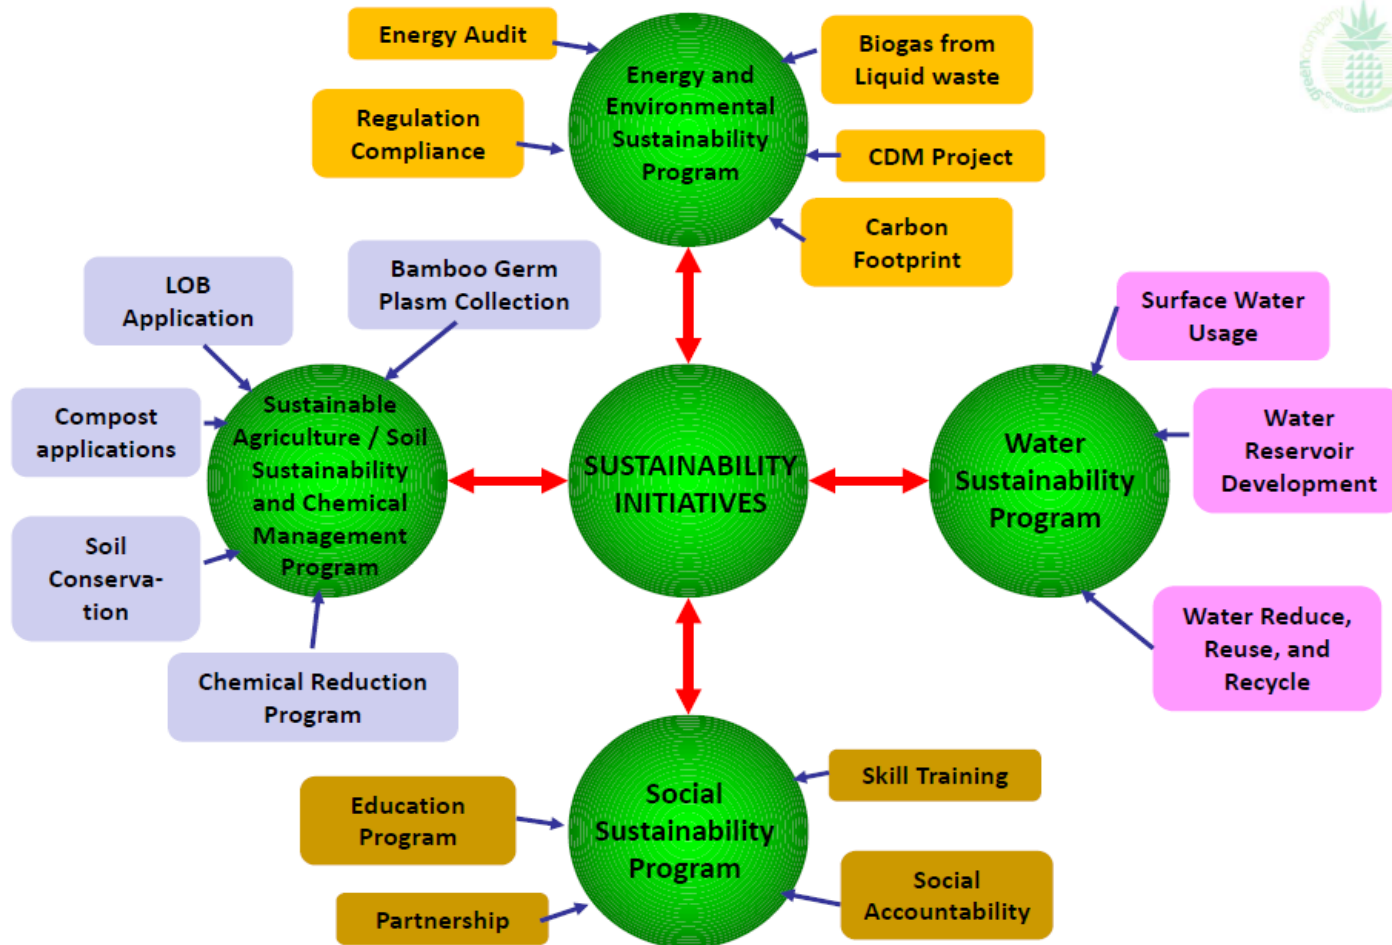 Energy Audit
Regulation
Compliance
Energy and
Environmental
Sustainability
Program
Biogas from
Liquid waste
CDM Project
Carbon
Footprint
greencompany
LOB
Application
Bamboo Germ
Plasm Collection
Compost
applications
Soil
Conserva-
tion
Chemical Reduction
Program
Sustainable
Agriculture / Soil
Sustainability
and Chemical
Management
Program
SUSTAINABILITY
INITIATIVES
Water
Sustainability
Program
Surface Water
Usage
Water
Reservoir
Development
Water Reduce,
Reuse, and
Recycle
Education
Program
Partnership
Social
Sustainability
Program
Skill Training
Social
Accountability